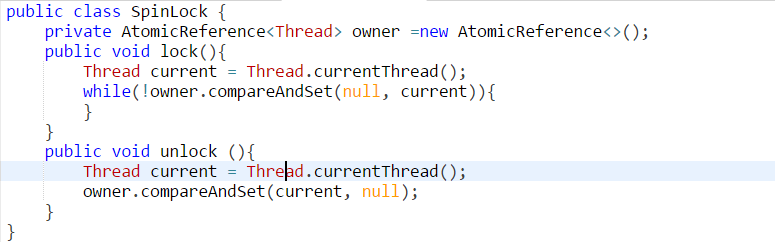 public class SpinLock {
    private AtomicReference<Thread> owner =new AtomicReference<>();
    public void lock(){
        Thread current = Thread.currentThread();
        while(!owner.compareAndSet(null, current)){
        }
    }
    public void unlock (){
        Thread current = Thread.currentThread();
        owner.compareAndSet(current, null);
    }
}